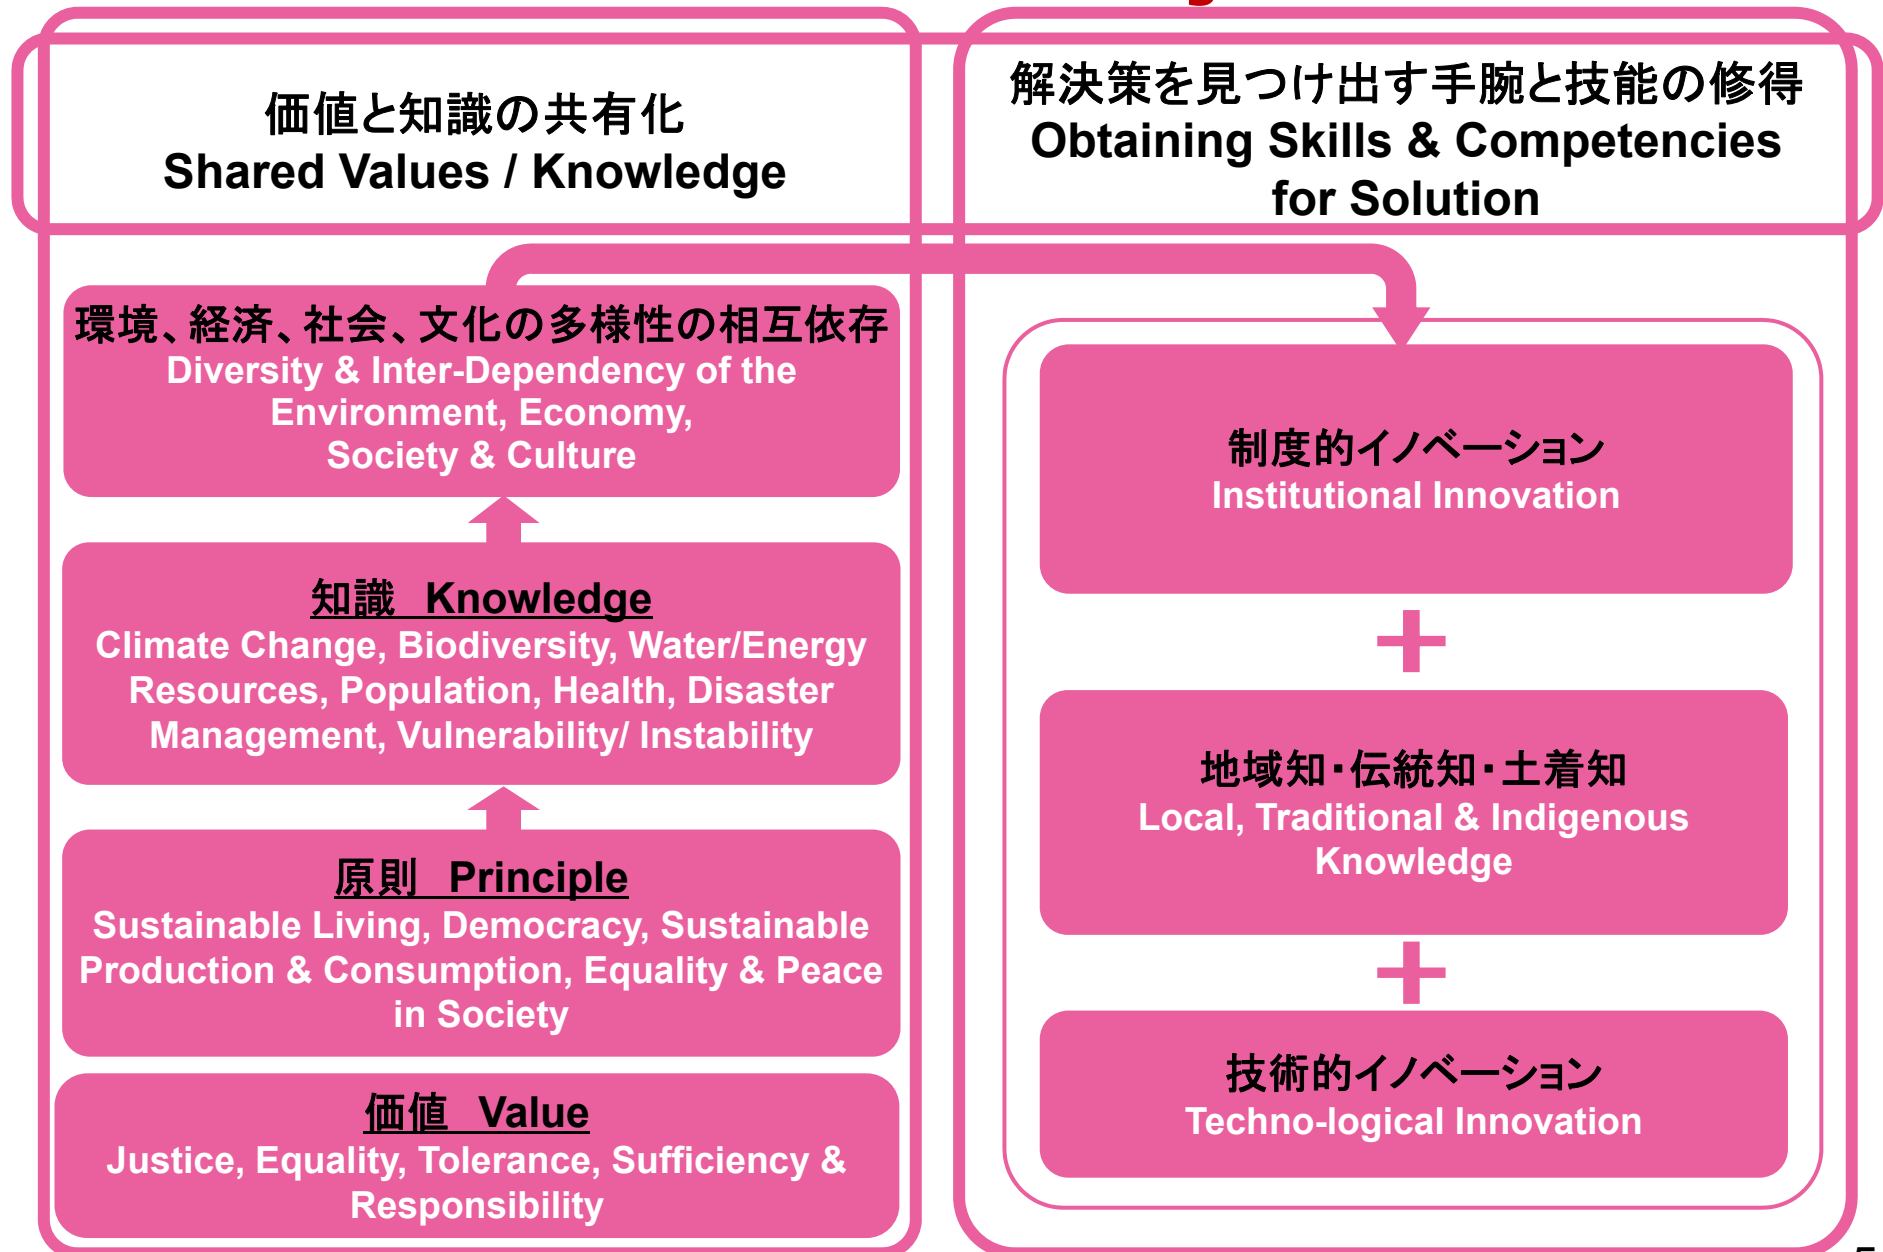 価値と知識の共有化
Shared Values / Knowledge
環境、経済、社会、文化の多様性の相互依存
Diversity & Inter-Dependency of the
Environment, Economy,
Society & Culture
知識　Knowledge
Climate Change, Biodiversity, Water/Energy
Resources, Population, Health, Disaster
Management, Vulnerability/ Instability
原則　Principle
Sustainable Living, Democracy, Sustainable
Production & Consumption, Equality & Peace
in Society
価値　Value
Justice, Equality, Tolerance, Sufficiency &
Responsibility
解決策を見つけ出す手腕と技能の修得
Obtaining Skills & Competencies
for Solution
制度的イノベーション
Institutional Innovation
+
地域知・伝統知・土着知
Local, Traditional & Indigenous
Knowledge
+
技術的イノベーション
Techno-logical Innovation